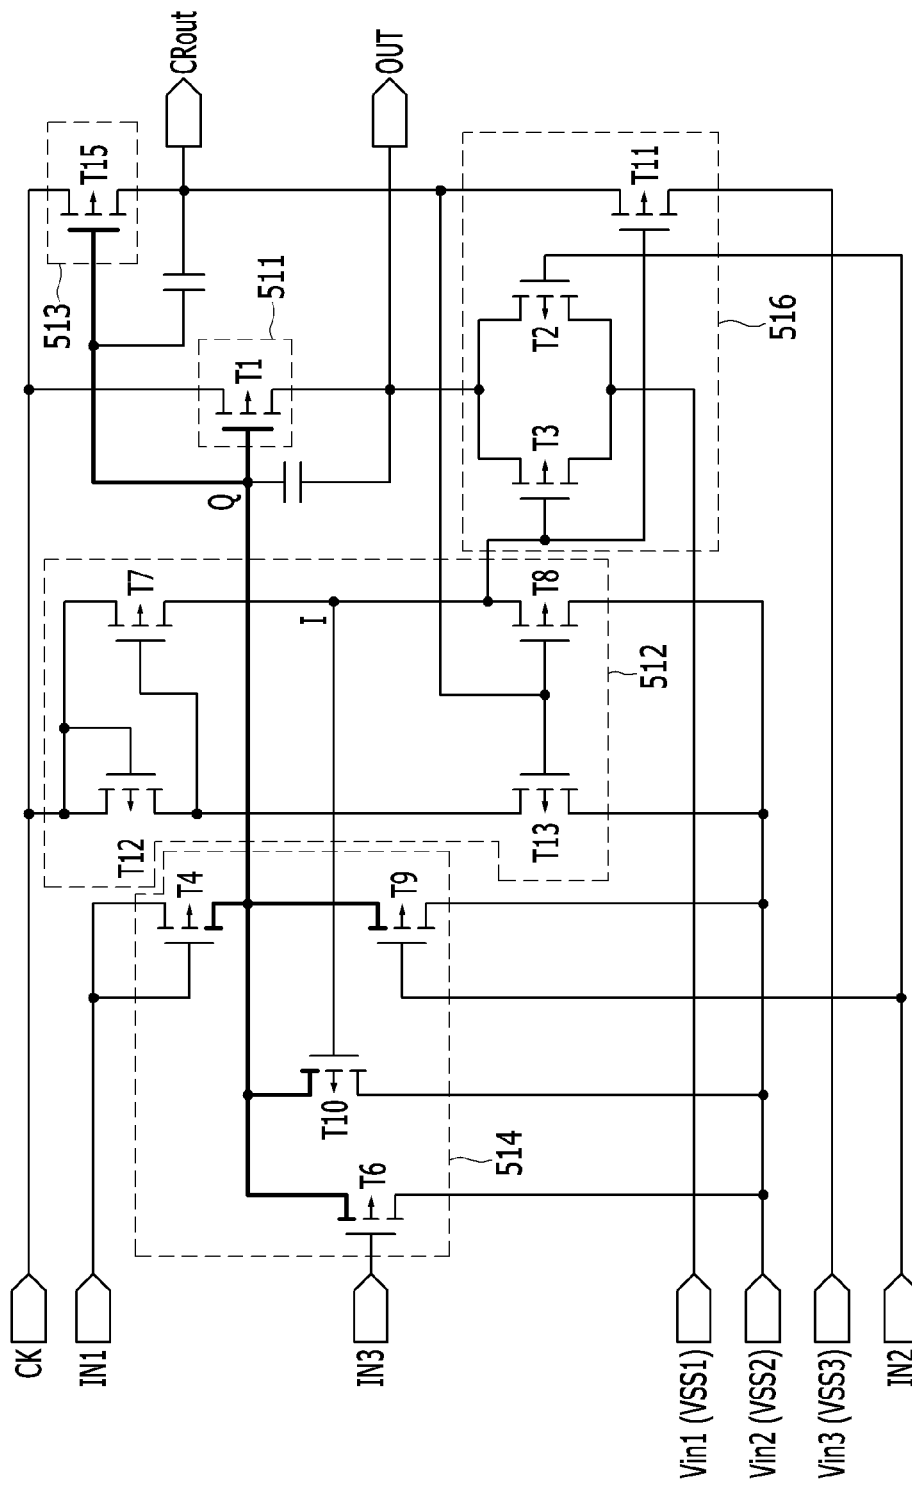 CRout
OUT
T15
513
511
T1
Q
T11
T2
T3
516
T7
I
T8
512
T12
T13
T4
T9
T10
T6
514
CK
IN1
IN3
Vin1 (VSS1)
Vin2 (VSS2)
Vin3 (VSS3)
IN2